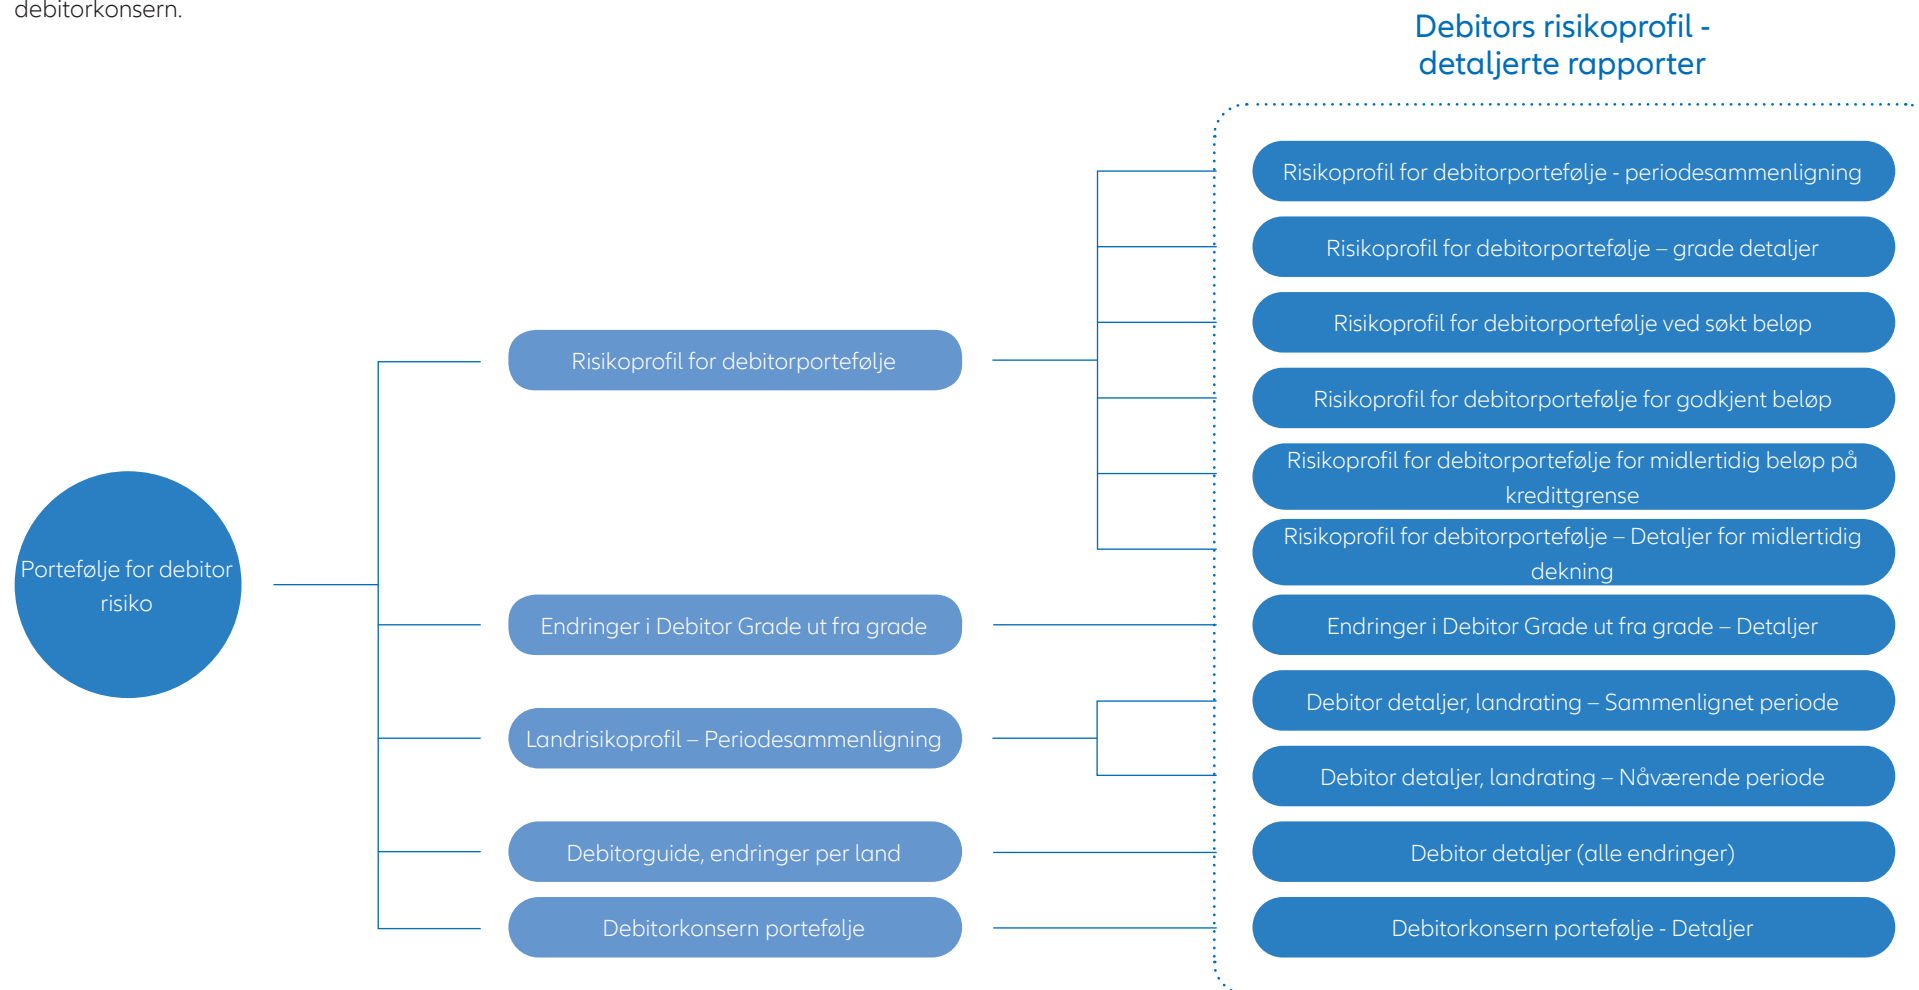 debitorkonsern.
Debitors risikoprofil -
detaljerte rapporter
Risikoprofil for debitorportefølje - periodesammenligning
Risikoprofil for debitorportefølje – grade detaljer
Risikoprofil for debitorportefølje ved søkt beløp
Risikoprofil for debitorportefølje
Risikoprofil for debitorportefølje for godkjent beløp
Risikoprofil for debitorportefølje for midlertidig beløp på
kredittgrense
Risikoprofil for debitorportefølje – Detaljer for midlertidig
dekning
Portefølje for debitor
risiko
Endringer i Debitor Grade ut fra grade
Endringer i Debitor Grade ut fra grade – Detaljer
Debitor detaljer, landrating – Sammenlignet periode
Landrisikoprofil – Periodesammenligning
Debitor detaljer, landrating – Nåværende periode
Debitorguide, endringer per land
Debitor detaljer (alle endringer)
Debitorkonsern portefølje
Debitorkonsern portefølje - Detaljer